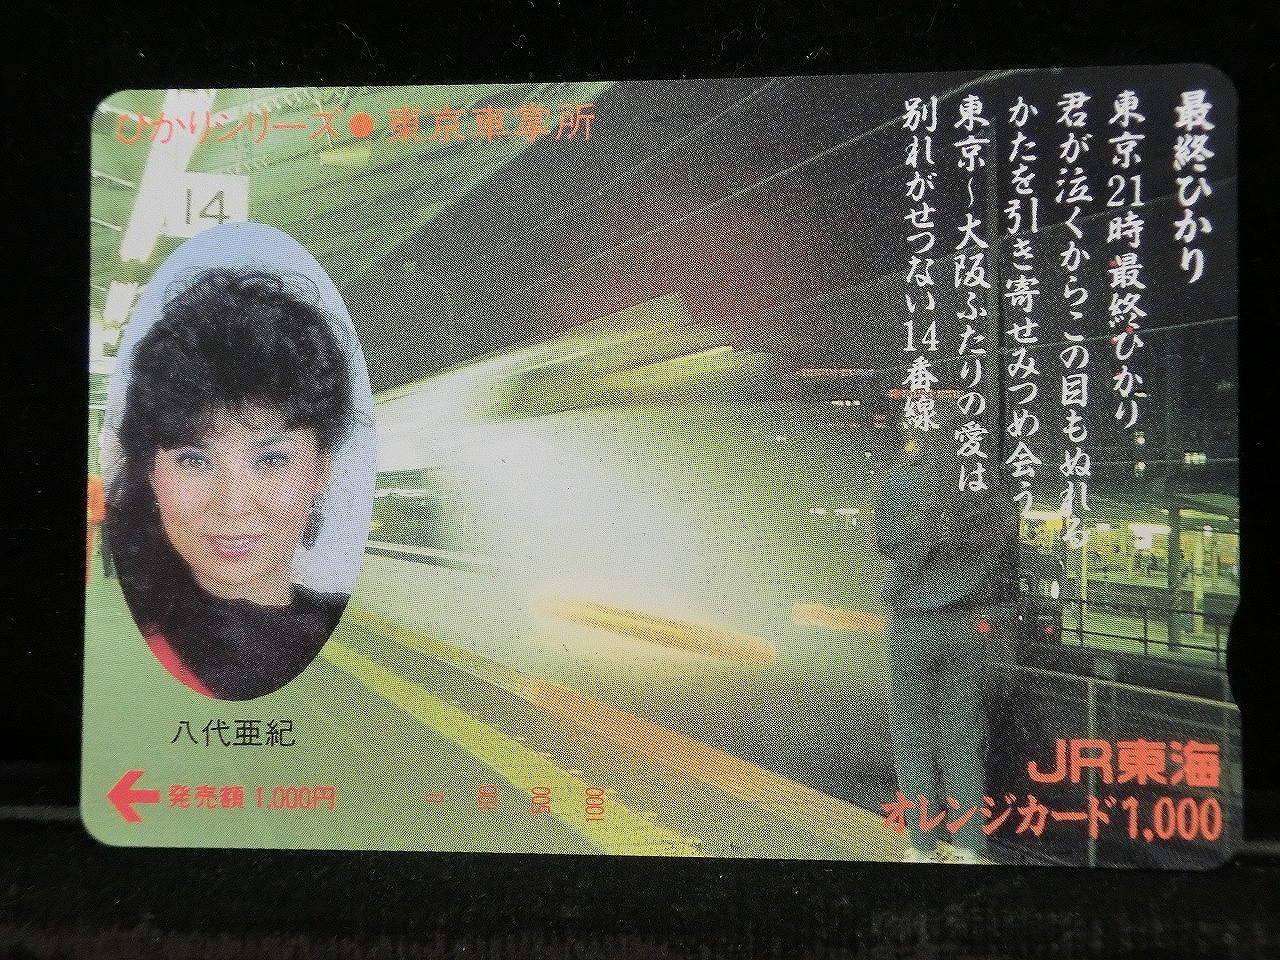 ひかりシリーズ●東京車掌所
14
最終ひかり
東京21時最終ひかり
君が泣くからこの目もぬれる
かたを引き寄せみつめ会う
東京〜大阪ふたりの愛は
別れがせつない14番線
八代亜紀
発売額 1,000円
0
500
1000
JR東海
オレンジカード1,000